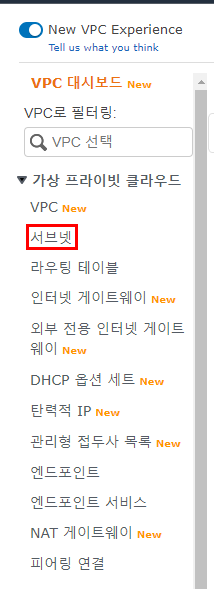 New VPC Experience
Tell us what you think
VPC 대시보드 New
VPC로 필터링:
VPC 선택
가상 프라이빗 클라우드
VPC New
서브넷
라우팅 테이블
인터넷 게이트웨이 New
외부 전용 인터넷 게이트
웨이 New
DHCP 옵션 세트 New
탄력적 IP New
관리형 접두사 목록 New
엔드포인트
엔드포인트 서비스
NAT 게이트웨이 New
피어링 연결